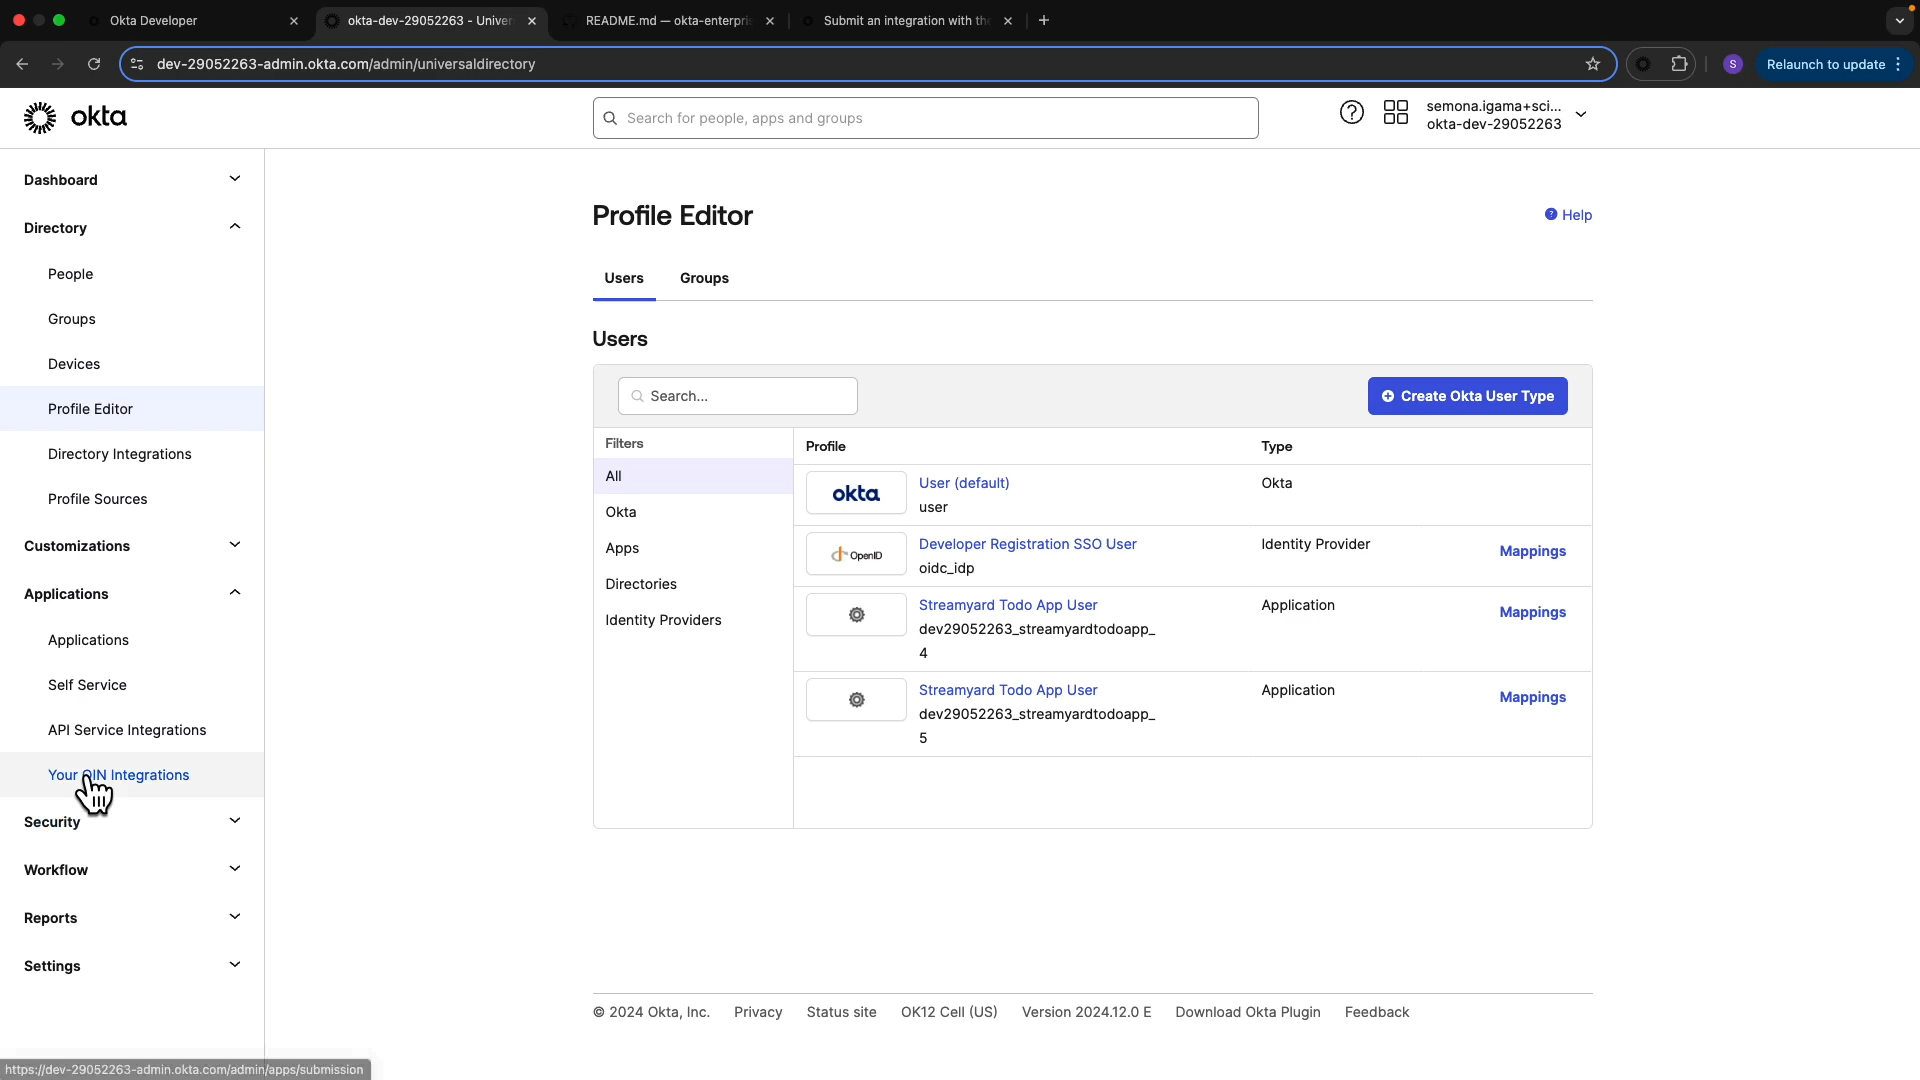 Okta Developer
okta-dev-29052263 - Univer
README.md — okta-enterpri
Submit an integration with th
dev-29052263-admin.okta.com/admin/universaldirectory
S
Relaunch to update
okta
Search for people, apps and groups
semona.igama+sci...
okta-dev-29052263
Dashboard
Directory
People
Groups
Devices
Profile Editor
Directory Integrations
Profile Sources
Customizations
Applications
Applications
Self Service
API Service Integrations
Your OIN Integrations
Security
Workflow
Reports
Settings
Profile Editor
Help
Users
Groups
Users
Search...
Create Okta User Type
Filters
All
Okta
Apps
Directories
Identity Providers
Profile
Type
okta
User (default)
user
Okta
OpenID
Developer Registration SSO User
oidc_idp
Identity Provider
Mappings
Streamyard Todo App User
dev29052263_streamyardtodoapp_
4
Application
Mappings
Streamyard Todo App User
dev29052263_streamyardtodoapp_
5
Application
Mappings
© 2024 Okta, Inc.
Privacy
Status site
OK12 Cell (US)
Version 2024.12.0 E
Download Okta Plugin
Feedback
https://dev-29052263-admin.okta.com/admin/apps/submission